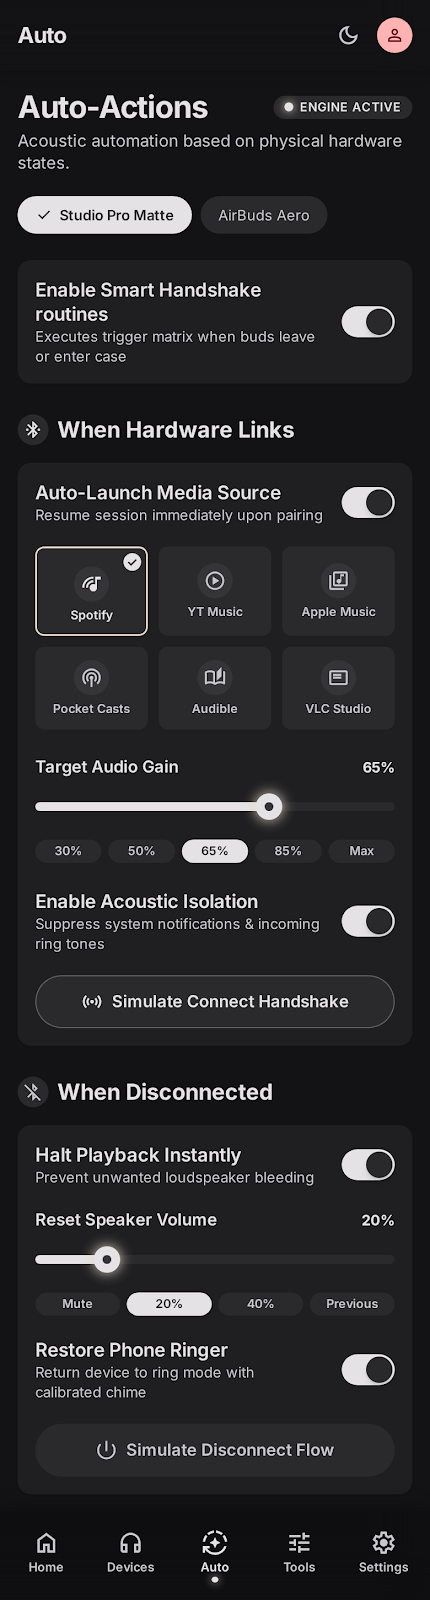 Auto
Auto-Actions
ENGINE ACTIVE
Acoustic automation based on physical hardware
states.
Studio Pro Matte
AirBuds Aero
Enable Smart Handshake
routines
Executes trigger matrix when buds leave
or enter case
When Hardware Links
Auto-Launch Media Source
Resume session immediately upon pairing
Spotify
YT Music
Apple Music
Pocket Casts
Audible
VLC Studio
Target Audio Gain
65%
30%
50%
65%
85%
Max
Enable Acoustic Isolation
Suppress system notifications & incoming
ring tones
Simulate Connect Handshake
When Disconnected
Halt Playback Instantly
Prevent unwanted loudspeaker bleeding
Reset Speaker Volume
20%
Mute
20%
40%
Previous
Restore Phone Ringer
Return device to ring mode with
calibrated chime
Simulate Disconnect Flow
Home
Devices
Auto
Tools
Settings